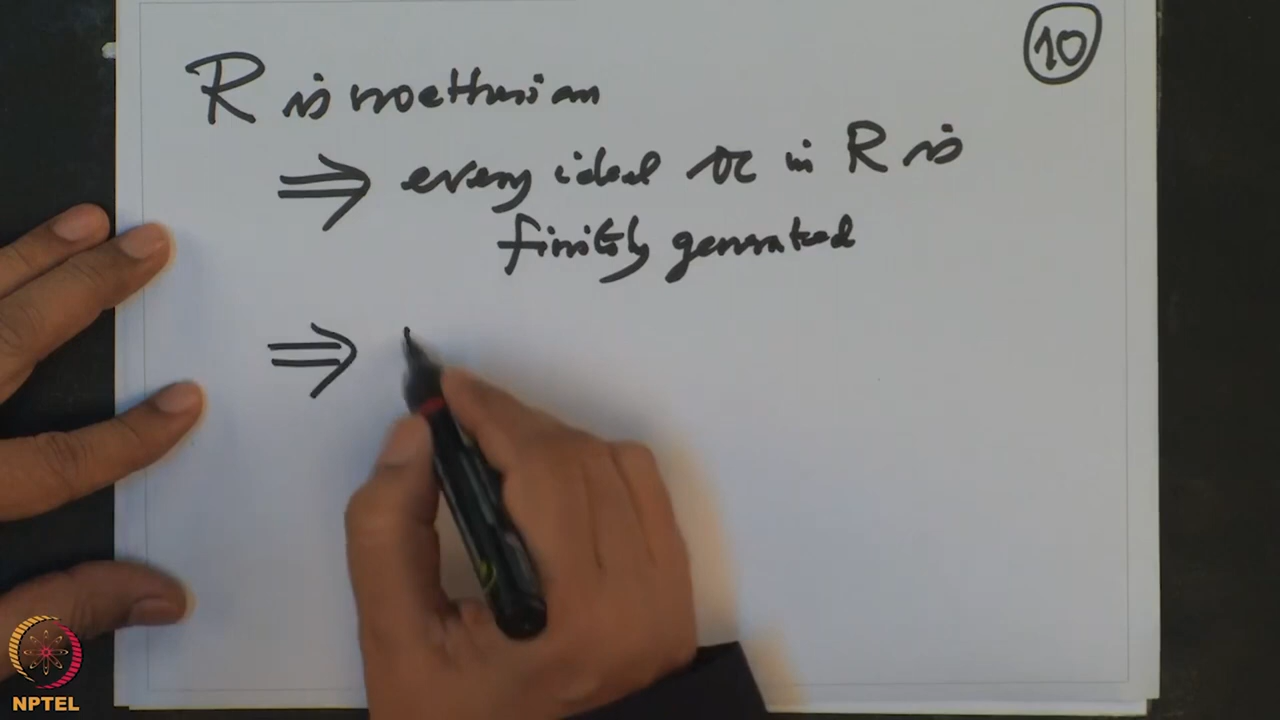 10
R is noetherian
⇒ every ideal 𝔞 in R is
finitely generated
⇒
NPTEL